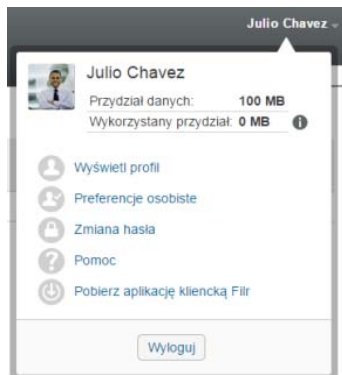 Julio Chavez
Julio Chavez
Przydział danych: 100 MB
Wykorzystany przydział: 0 MB
Wyświetl profil
Preferencje osobiste
Zmiana hasła
Pomoc
Pobierz aplikację kliencką Filr
Wyloguj